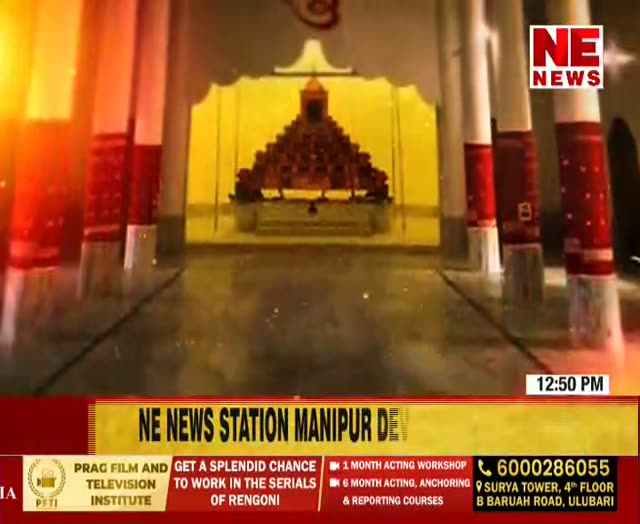 NE
NEWS
12:50 PM
NE NEWS STATION MANIPUR DEV
IA
PFTI
PRAG FILM AND
TELEVISION
INSTITUTE
GET A SPLENDID CHANCE
TO WORK IN THE SERIALS
OF RENGONI
1 MONTH ACTING WORKSHOP
6 MONTH ACTING, ANCHORING
& REPORTING COURSES
6000286055
SURYA TOWER, 4TH FLOOR
B BARUAH ROAD, ULUBARI